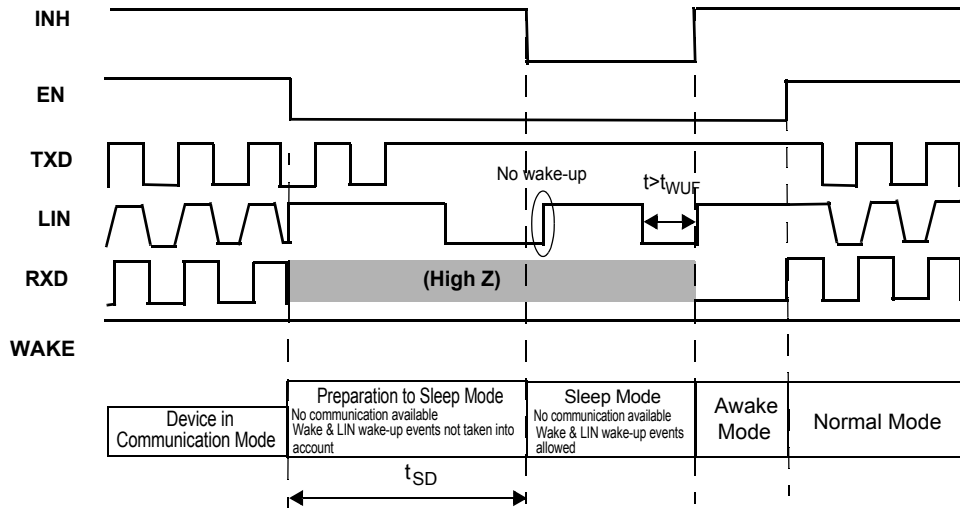 INH
EN
TXD
No wake-up
t>tWUF
LIN
RXD
(High Z)
WAKE
Device in
Communication Mode
Preparation to Sleep Mode
No communication available
Wake & LIN wake-up events not taken into
account
Sleep Mode
No communication available
Wake & LIN wake-up events
allowed
Awake
Mode
Normal Mode
tSD